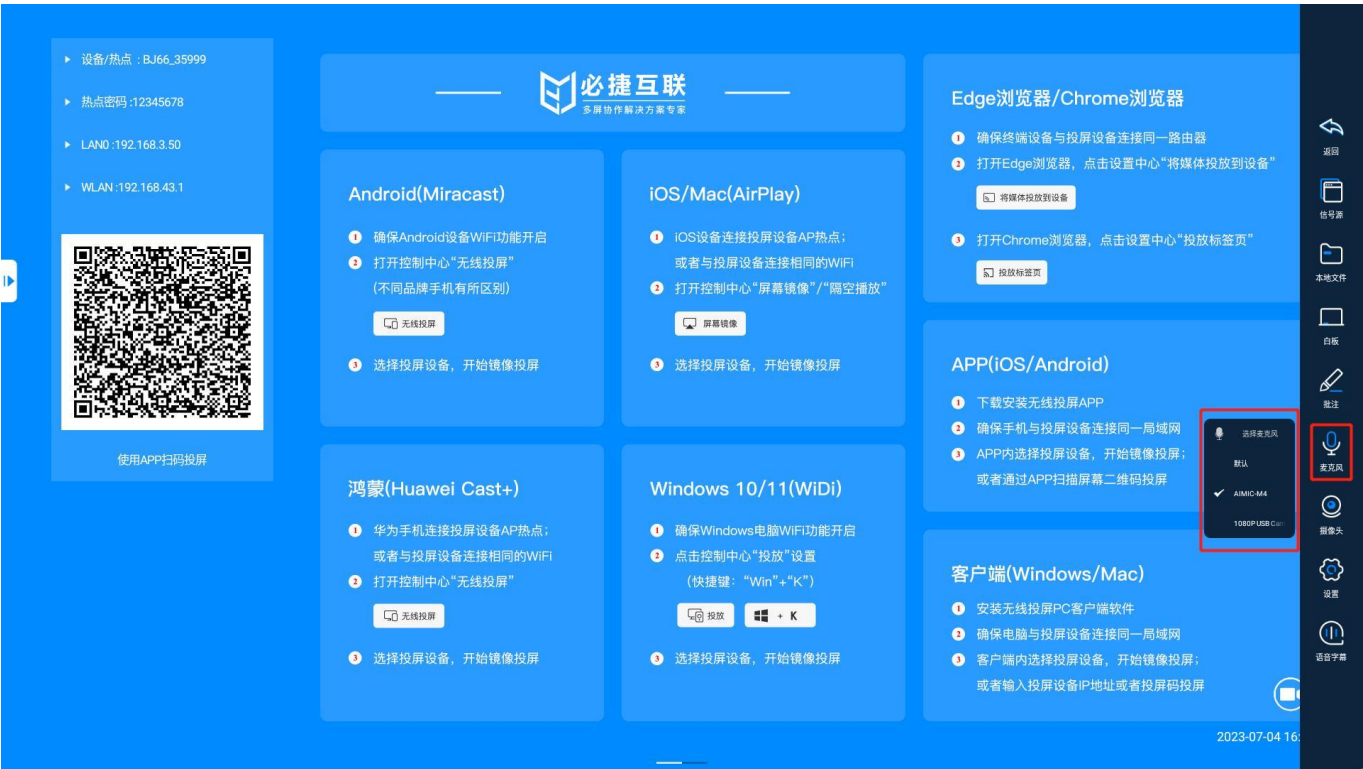 设备/热点 : BJ66_35999
热点密码 :12345678
LAN0 :192.168.3.50
WLAN :192.168.43.1
使用APP扫码投屏
必捷互联
多屏协作解决方案专家
Android(Miracast)
1 确保Android设备WiFi功能开启
2 打开控制中心“无线投屏”
(不同品牌手机有所区别)
无线投屏
3 选择投屏设备，开始镜像投屏
iOS/Mac(AirPlay)
1 iOS设备连接投屏设备AP热点；
或者与投屏设备连接相同的WiFi
2 打开控制中心“屏幕镜像”/“隔空播放”
屏幕镜像
3 选择投屏设备，开始镜像投屏
鸿蒙(Huawei Cast+)
1 华为手机连接投屏设备AP热点；
或者与投屏设备连接相同的WiFi
2 打开控制中心“无线投屏”
无线投屏
3 选择投屏设备，开始镜像投屏
Windows 10/11(WiDi)
1 确保Windows电脑WiFi功能开启
2 点击控制中心“投放”设置
(快捷键：“Win”+“K”)
投放
+ K
3 选择投屏设备，开始镜像投屏
Edge浏览器/Chrome浏览器
1 确保终端设备与投屏设备连接同一路由器
2 打开Edge浏览器，点击设置中心“将媒体投放到设备”
将媒体投放到设备
3 打开Chrome浏览器，点击设置中心“投放标签页”
投放标签页
APP(iOS/Android)
1 下载安装无线投屏APP
2 确保手机与投屏设备连接同一局域网
3 APP内选择投屏设备，开始镜像投屏；
或者通过APP扫描屏幕二维码投屏
客户端(Windows/Mac)
1 安装无线投屏PC客户端软件
2 确保电脑与投屏设备连接同一局域网
3 客户端内选择投屏设备，开始镜像投屏；
或者输入投屏设备IP地址或者投屏码投屏
2023-07-04 16:
选择麦克风
默认
AIMIC-M4
1080P USB Cam
返回
信号源
本地文件
白板
批注
麦克风
摄像头
设置
语音字幕